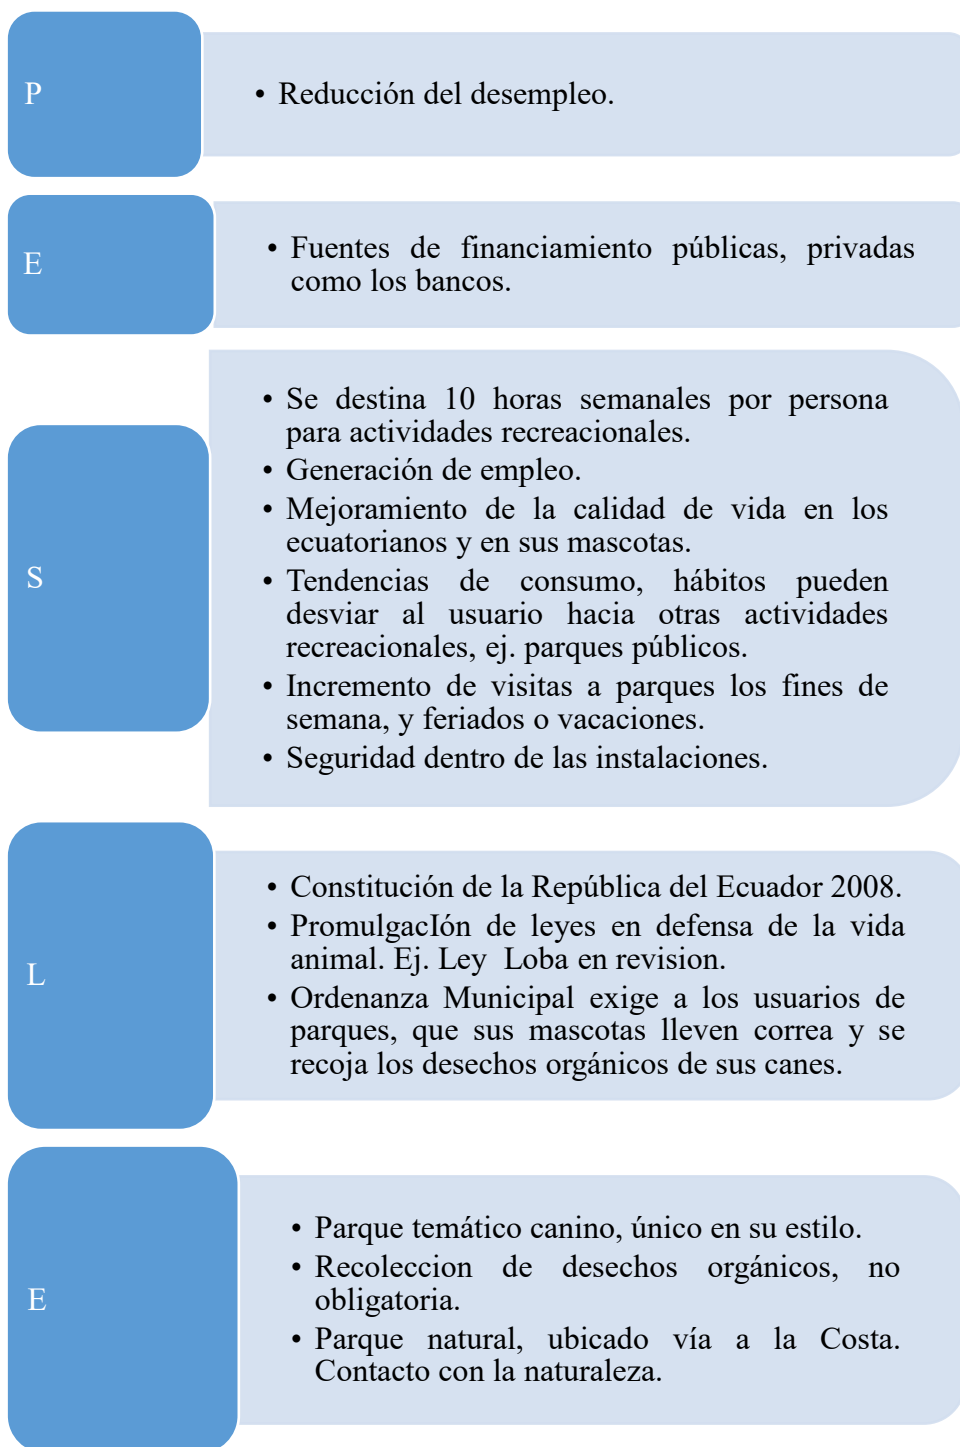 P
• Reducción del desempleo.
E
• Fuentes de financiamiento públicas, privadas
como los bancos.
S
• Se destina 10 horas semanales por persona
para actividades recreacionales.
• Generación de empleo.
• Mejoramiento de la calidad de vida en los
ecuatorianos y en sus mascotas.
• Tendencias de consumo, hábitos pueden
desviar al usuario hacia otras actividades
recreacionales, ej. parques públicos.
• Incremento de visitas a parques los fines de
semana, y feriados o vacaciones.
• Seguridad dentro de las instalaciones.
L
• Constitución de la República del Ecuador 2008.
• PromulgacIón de leyes en defensa de la vida
animal. Ej. Ley Loba en revision.
• Ordenanza Municipal exige a los usuarios de
parques, que sus mascotas lleven correa y se
recoja los desechos orgánicos de sus canes.
E
• Parque temático canino, único en su estilo.
• Recoleccion de desechos orgánicos, no
obligatoria.
• Parque natural, ubicado vía a la Costa.
Contacto con la naturaleza.